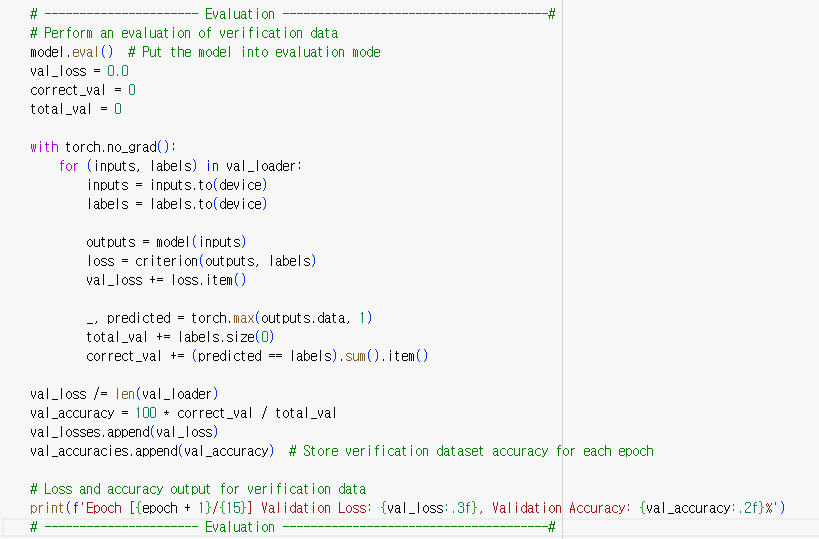 # ---------------------- Evaluation --------------------------------------#
# Perform an evaluation of verification data
model.eval()  # Put the model into evaluation mode
val_loss = 0.0
correct_val = 0
total_val = 0
with torch.no_grad():
    for (inputs, labels) in val_loader:
        inputs = inputs.to(device)
        labels = labels.to(device)
        outputs = model(inputs)
        loss = criterion(outputs, labels)
        val_loss += loss.item()
        _, predicted = torch.max(outputs.data, 1)
        total_val += labels.size(0)
        correct_val += (predicted == labels).sum().item()
val_loss /= len(val_loader)
val_accuracy = 100 * correct_val / total_val
val_losses.append(val_loss)
val_accuracies.append(val_accuracy)  # Store verification dataset accuracy for each epoch
# Loss and accuracy output for verification data
print(f'Epoch [{epoch + 1}/{15}] Validation Loss: {val_loss:.3f}, Validation Accuracy: {val_accuracy:.2f}%')
# ---------------------- Evaluation --------------------------------------#